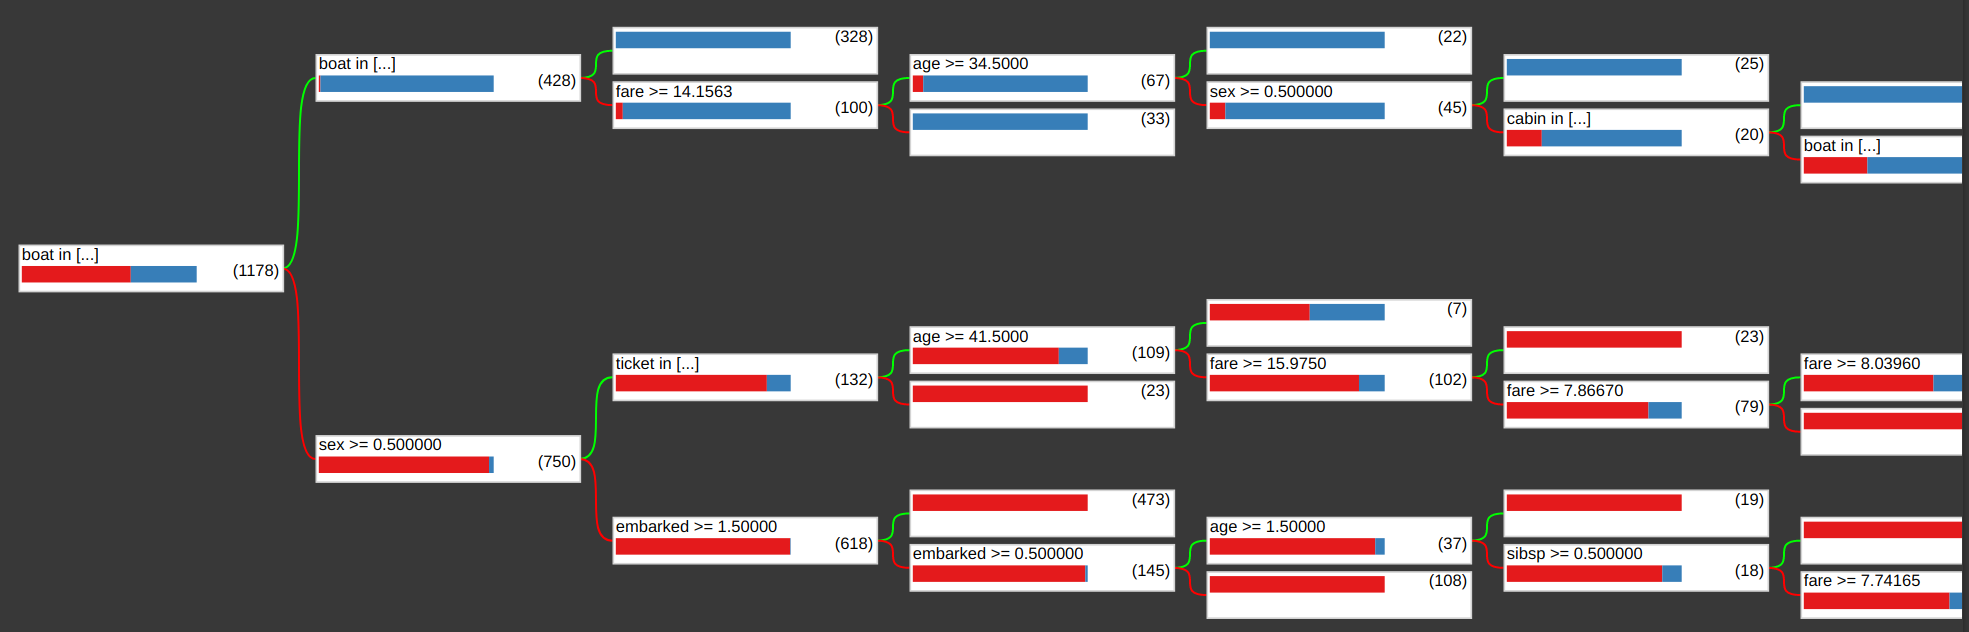 boat in [...]
(1178)
boat in [...]
(428)
sex >= 0.500000
(750)
(328)
fare >= 14.1563
(100)
ticket in [...]
(132)
embarked >= 1.50000
(618)
age >= 34.5000
(67)
(33)
age >= 41.5000
(109)
(23)
(473)
embarked >= 0.500000
(145)
(22)
sex >= 0.500000
(45)
(7)
fare >= 15.9750
(102)
age >= 1.50000
(37)
(108)
(25)
cabin in [...]
(20)
(23)
fare >= 7.86670
(79)
(19)
sibsp >= 0.500000
(18)
boat in [...]
fare >= 8.03960
fare >= 7.74165